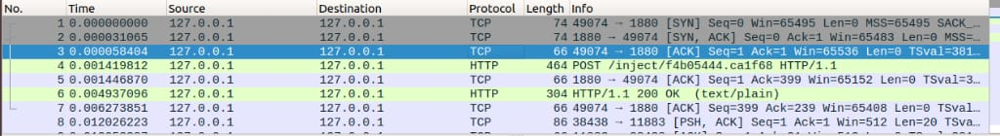 No. Time Source Destination Protocol Length Info
1 0.000000000 127.0.0.1 127.0.0.1 TCP 74 49074 → 1880 [SYN] Seq=0 Win=65495 Len=0 MSS=65495 SACK_…
2 0.000031065 127.0.0.1 127.0.0.1 TCP 74 1880 → 49074 [SYN, ACK] Seq=0 Ack=1 Win=65483 Len=0 MSS=…
3 0.000058404 127.0.0.1 127.0.0.1 TCP 66 49074 → 1880 [ACK] Seq=1 Ack=1 Win=65536 Len=0 TSval=381…
4 0.001419812 127.0.0.1 127.0.0.1 HTTP 464 POST /inject/f4b05444.ca1f68 HTTP/1.1
5 0.001446870 127.0.0.1 127.0.0.1 TCP 66 1880 → 49074 [ACK] Seq=1 Ack=399 Win=65152 Len=0 TSval=3…
6 0.004937096 127.0.0.1 127.0.0.1 HTTP 304 HTTP/1.1 200 OK (text/plain)
7 0.006273851 127.0.0.1 127.0.0.1 TCP 66 49074 → 1880 [ACK] Seq=399 Ack=239 Win=65408 Len=0 TSva…
8 0.012026223 127.0.0.1 127.0.0.1 TCP 86 38438 → 11883 [PSH, ACK] Seq=1 Ack=1 Win=512 Len=20 TSva…